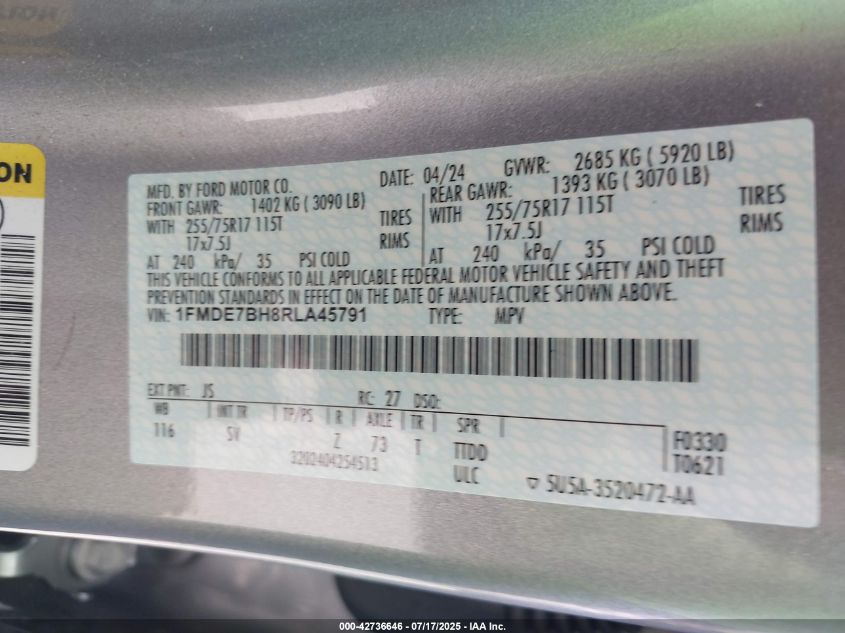 ON
MFD. BY FORD MOTOR CO.
DATE: 04/24 GVWR: 2685 KG ( 5920 LB)
FRONT GAWR: 1402 KG ( 3090 LB)
WITH 255/75R17 115T TIRES
17x7.5J RIMS
AT 240 kPa/ 35 PSI COLD
REAR GAWR: 1393 KG ( 3070 LB)
WITH 255/75R17 115T TIRES
17x7.5J RIMS
AT 240 kPa/ 35 PSI COLD
THIS VEHICLE CONFORMS TO ALL APPLICABLE FEDERAL MOTOR VEHICLE SAFETY AND THEFT
PREVENTION STANDARDS IN EFFECT ON THE DATE OF MANUFACTURE SHOWN ABOVE.
VIN: 1FMDE7BH8RLA45791 TYPE: MPV
EXT PNT: JS RC: 27 DSO:
WB INT TR TP/PS R AXLE TR SPR
116 SV Z 73 T TTDD
ULC
F0330
T0621
3202404254513
5U5A-3520472-AA
000-42736646 - 07/17/2025 - IAA Inc.